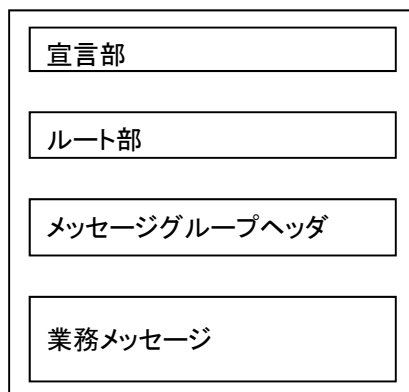 宣言部
ルート部
メッセージグループヘッダ
業務メッセージ